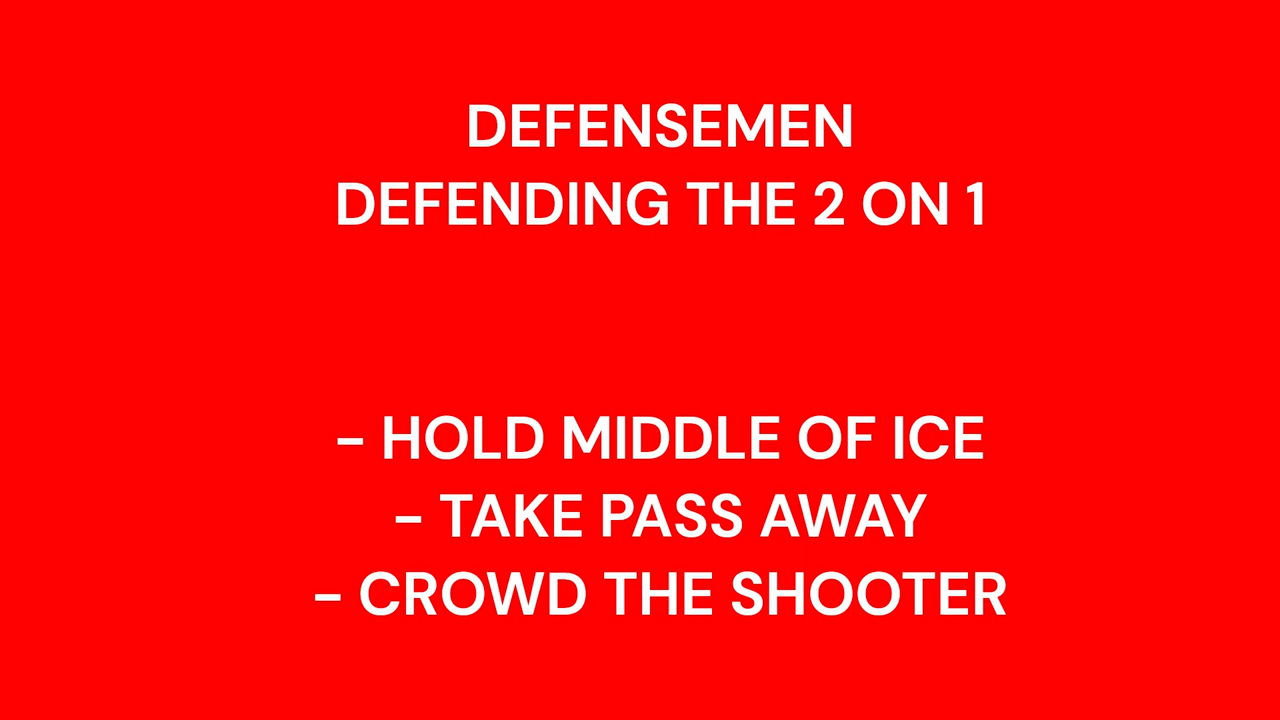 DEFENSEMEN
DEFENDING THE 2 ON 1
- HOLD MIDDLE OF ICE
- TAKE PASS AWAY
- CROWD THE SHOOTER